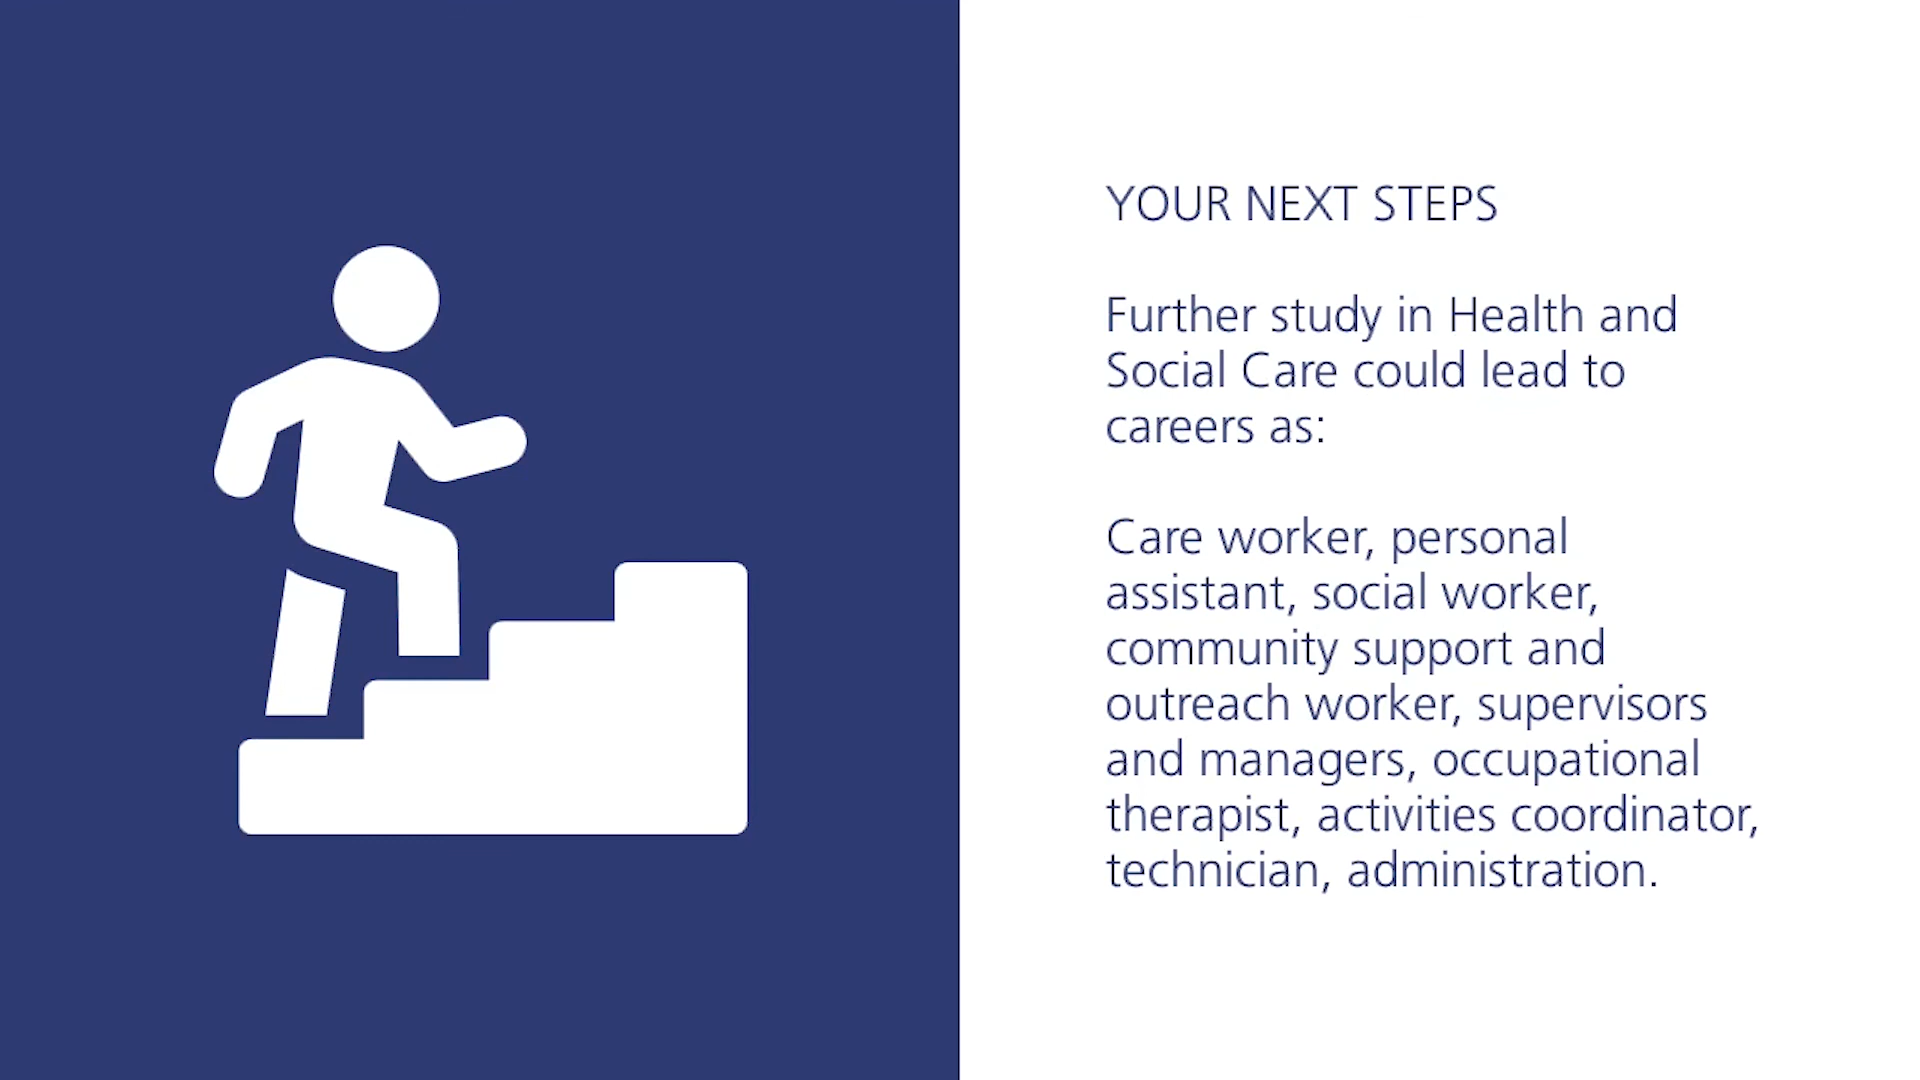 YOUR NEXT STEPS
Further study in Health and
Social Care could lead to
careers as:
Care worker, personal
assistant, social worker,
community support and
outreach worker, supervisors
and managers, occupational
therapist, activities coordinator,
technician, administration.